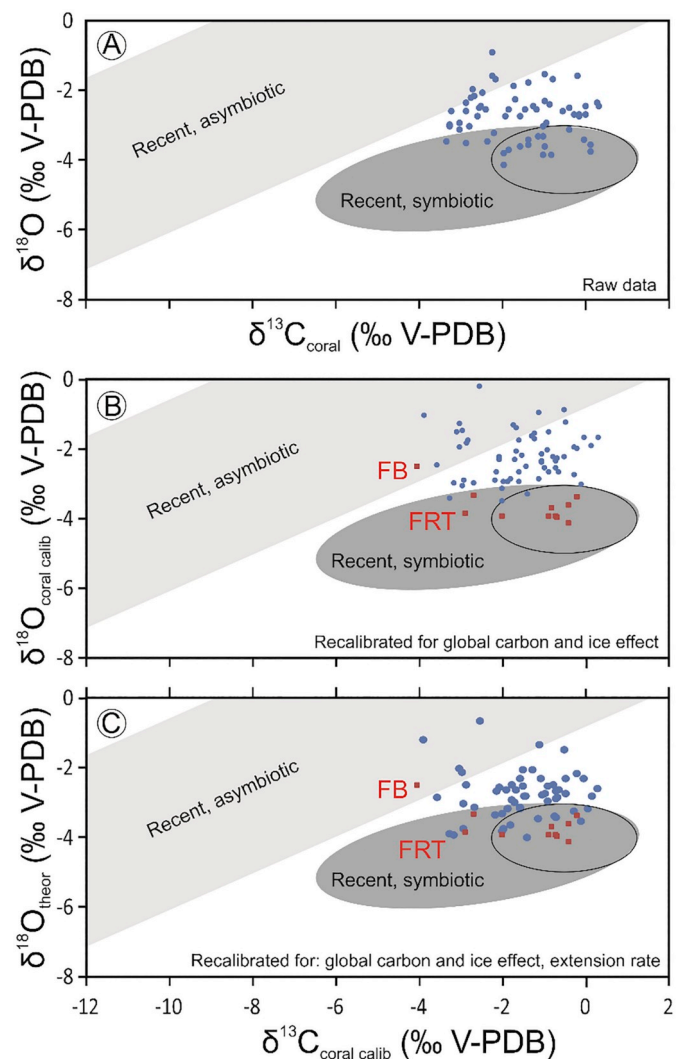 A
0
-2
-4
-6
-8
δ18O (‰ V-PDB)
Recent, asymbiotic
Recent, symbiotic
Raw data
δ13Ccoral (‰ V-PDB)
B
0
-2
-4
-6
-8
δ18Ocoral calib (‰ V-PDB)
Recent, asymbiotic
FB
FRT
Recent, symbiotic
Recalibrated for global carbon and ice effect
C
0
-2
-4
-6
-8
δ18Otheor (‰ V-PDB)
Recent, asymbiotic
FB
FRT
Recent, symbiotic
Recalibrated for: global carbon and ice effect, extension rate
-12 -10 -8 -6 -4 -2 0 2
δ13Ccoral calib (‰ V-PDB)